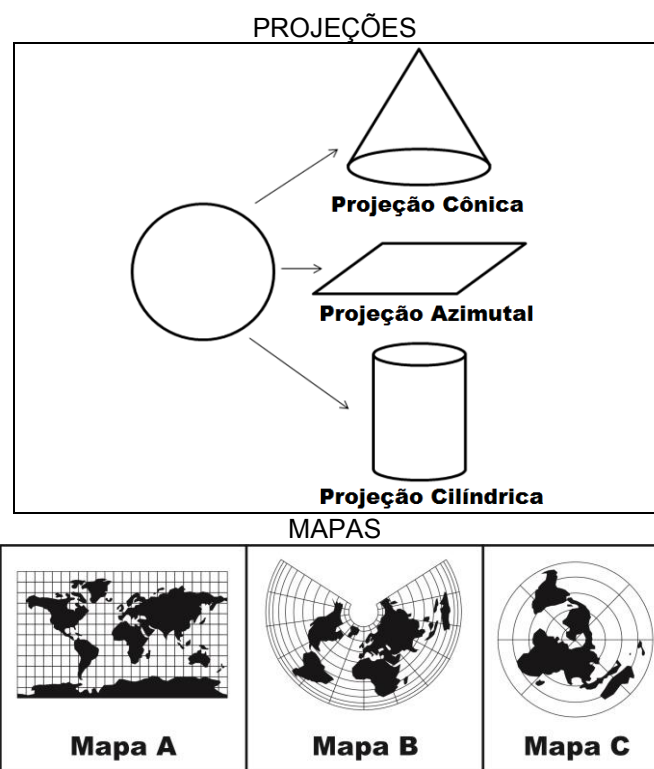 PROJEÇÕES
Projeção Cônica
Projeção Azimutal
Projeção Cilíndrica
MAPAS
Mapa A
Mapa B
Mapa C